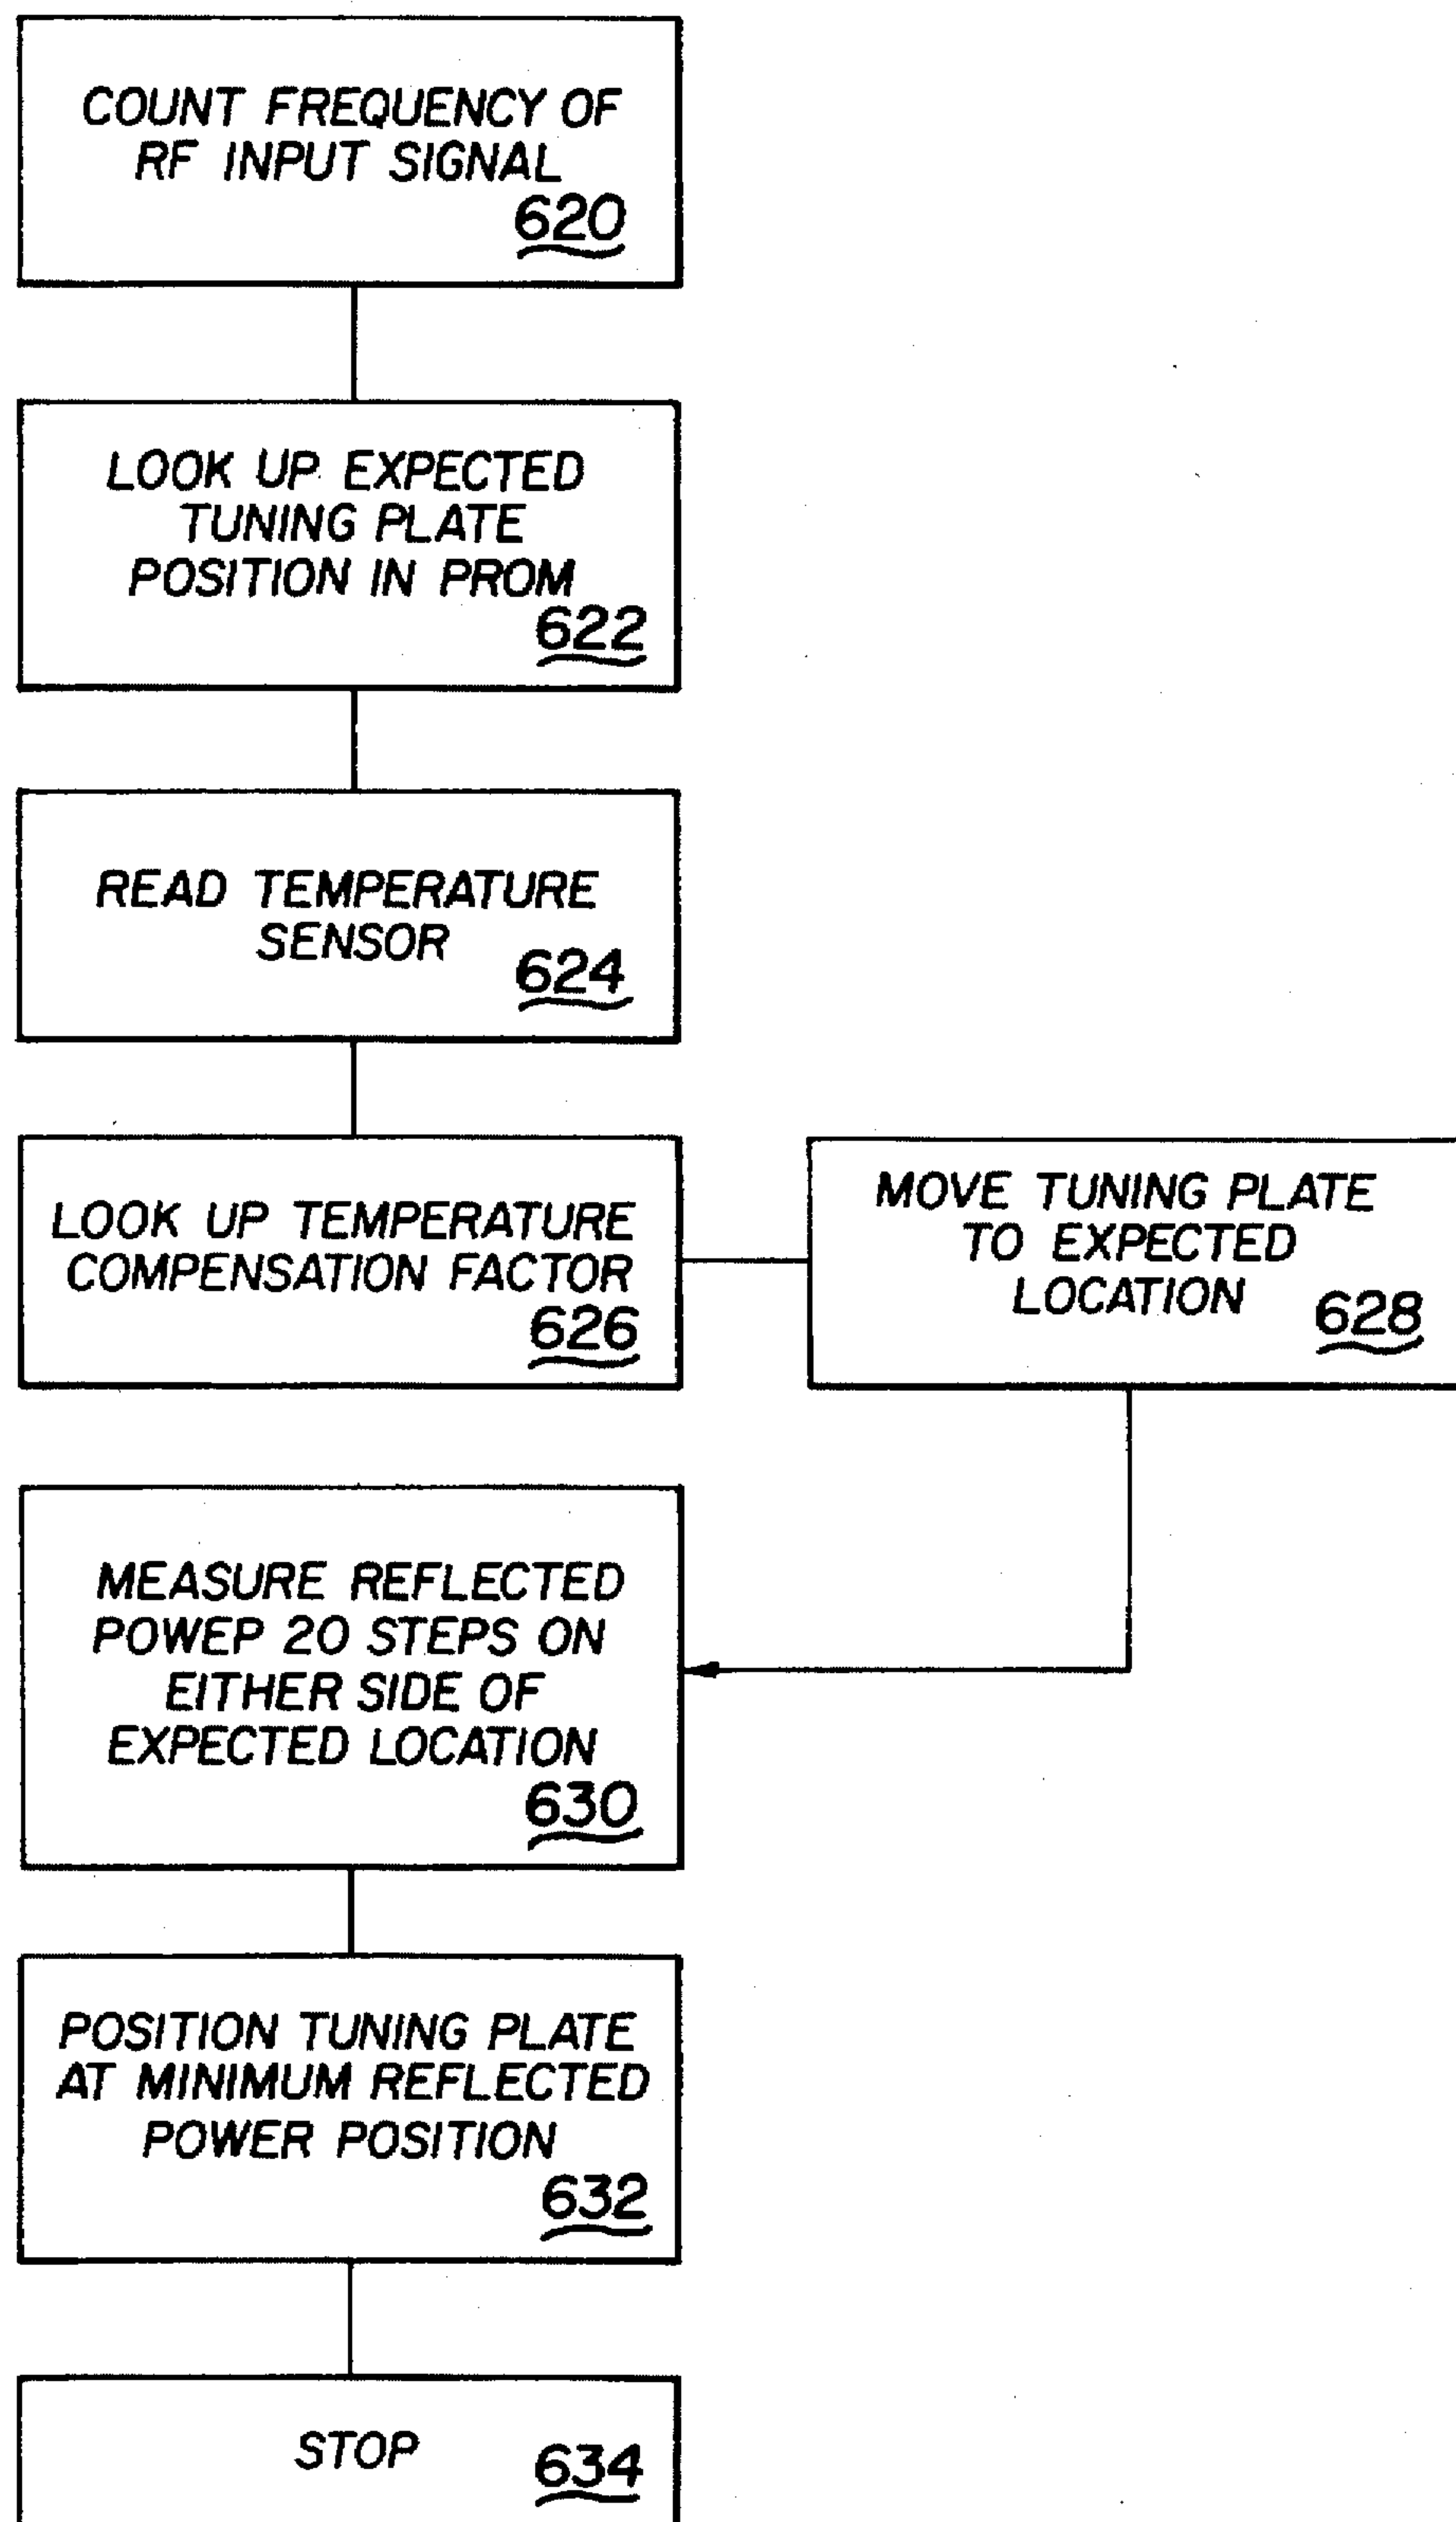 COUNT FREQUENCY OF
RF INPUT SIGNAL
620
LOOK UP EXPECTED
TUNING PLATE
POSITION IN PROM
622
READ TEMPERATURE
SENSOR
624
LOOK UP TEMPERATURE
COMPENSATION FACTOR
626
MOVE TUNING PLATE
TO EXPECTED
LOCATION
628
MEASURE REFLECTED
POWEP 20 STEPS ON
EITHER SIDE OF
EXPECTED LOCATION
630
POSITION TUNING PLATE
AT MINIMUM REFLECTED
POWER POSITION
632
STOP
634